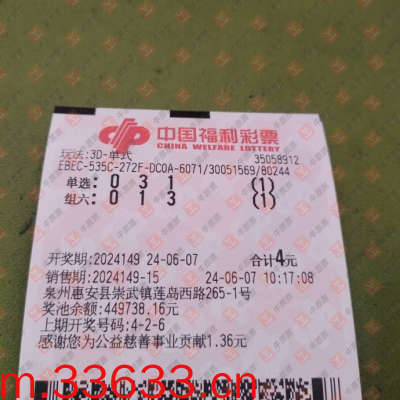 中国福利彩票
CHINA WELFARE LOTTERY
玩法:3D-单式 35058912
EBEC-535C-272F-DC0A-6071/30051569/80244
单选: 0 3 1 (1)
组六: 0 1 3 (1)
开奖期:2024149 24-06-07 合计4元
销售期:2024149-15 24-06-07 10:17:08
泉州惠安县崇武镇莲岛西路265-1号
奖池余额:449738.16元
上期开奖号码:4-2-6
感谢您为公益慈善事业贡献1.36元
m.33633.cn